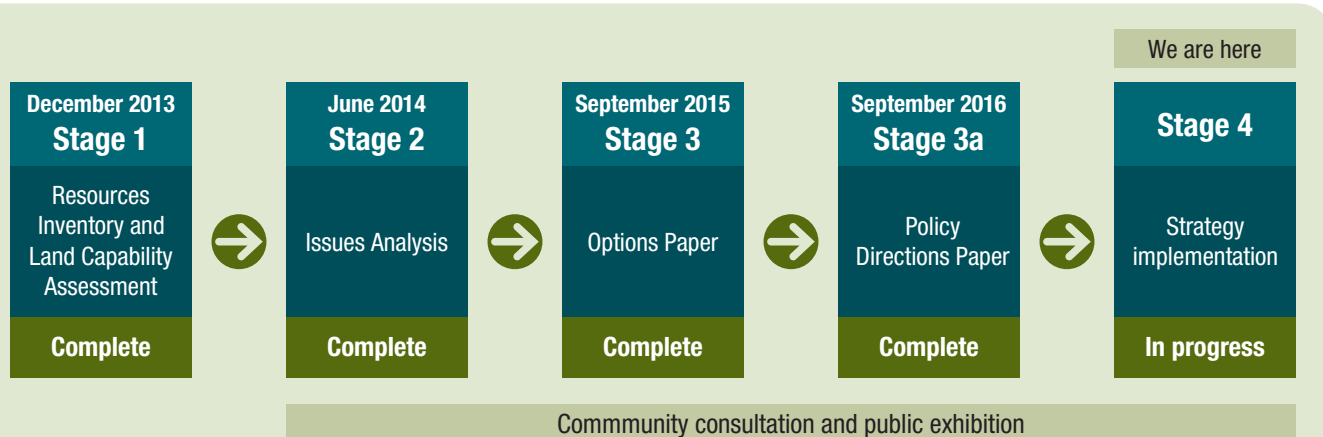 We are here
December 2013
Stage 1
Resources
Inventory and
Land Capability
Assessment
Complete
June 2014
Stage 2
Issues Analysis
Complete
September 2015
Stage 3
Options Paper
Complete
September 2016
Stage 3a
Policy
Directions Paper
Complete
Stage 4
Strategy
implementation
In progress
Commmunity consultation and public exhibition